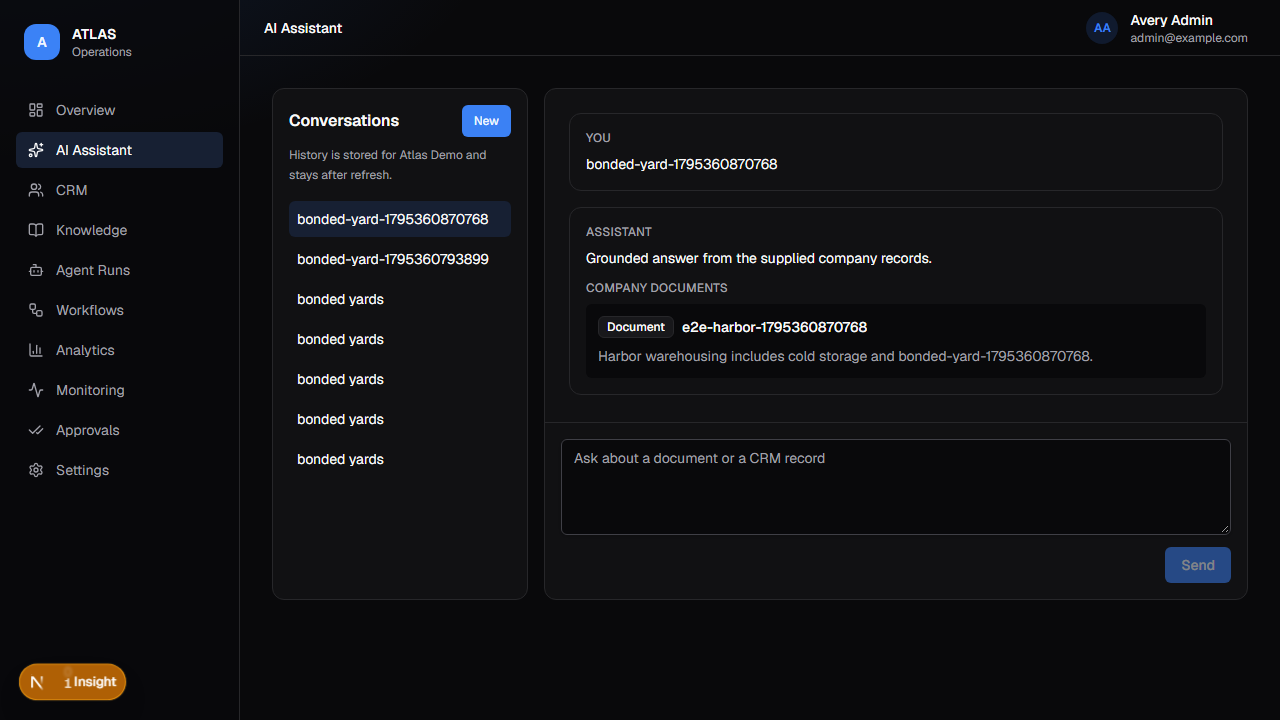 A
ATLAS
Operations
Overview
AI Assistant
CRM
Knowledge
Agent Runs
Workflows
Analytics
Monitoring
Approvals
Settings
N
1 Insight
AI Assistant
AA
Avery Admin
admin@example.com
Conversations
New
History is stored for Atlas Demo and
stays after refresh.
bonded-yard-1795360870768
bonded-yard-1795360793899
bonded yards
bonded yards
bonded yards
bonded yards
bonded yards
YOU
bonded-yard-1795360870768
ASSISTANT
Grounded answer from the supplied company records.
COMPANY DOCUMENTS
Document e2e-harbor-1795360870768
Harbor warehousing includes cold storage and bonded-yard-1795360870768.
Ask about a document or a CRM record
Send